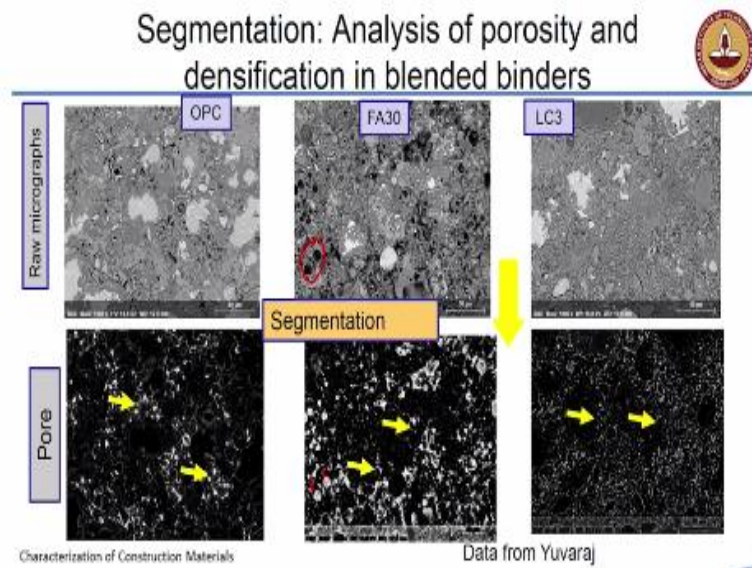 Segmentation: Analysis of porosity and
densification in blended binders
Raw micrographs
OPC
FA30
LC3
Segmentation
Pore
Characterization of Construction Materials
Data from Yuvaraj